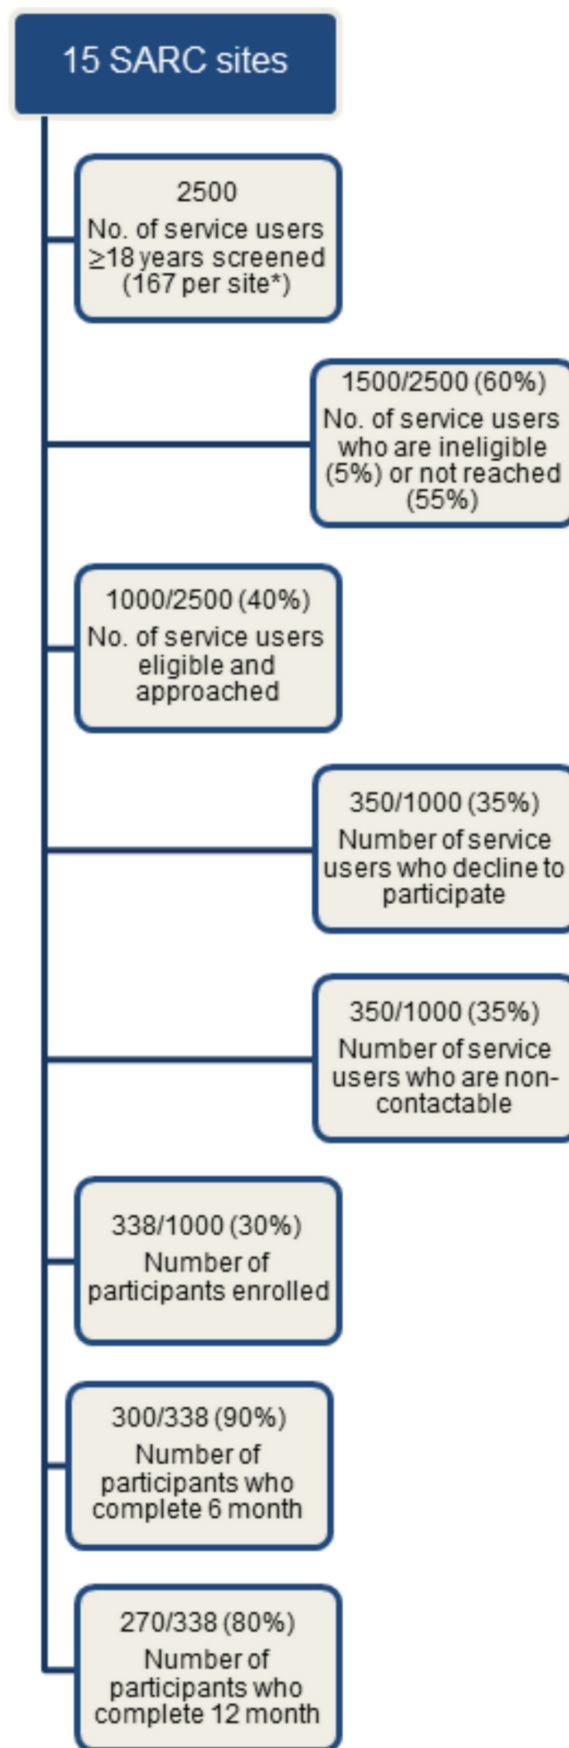 15 SARC sites
2500
No. of service users
≥18 years screened
(167 per site*)
1500/2500 (60%)
No. of service users
who are ineligible
(5%) or not reached
(55%)
1000/2500 (40%)
No. of service users
eligible and
approached
350/1000 (35%)
Number of service
users who decline to
participate
350/1000 (35%)
Number of service
users who are non-
contactable
338/1000 (30%)
Number of
participants enrolled
300/338 (90%)
Number of
participants who
complete 6 month
270/338 (80%)
Number of
participants who
complete 12 month